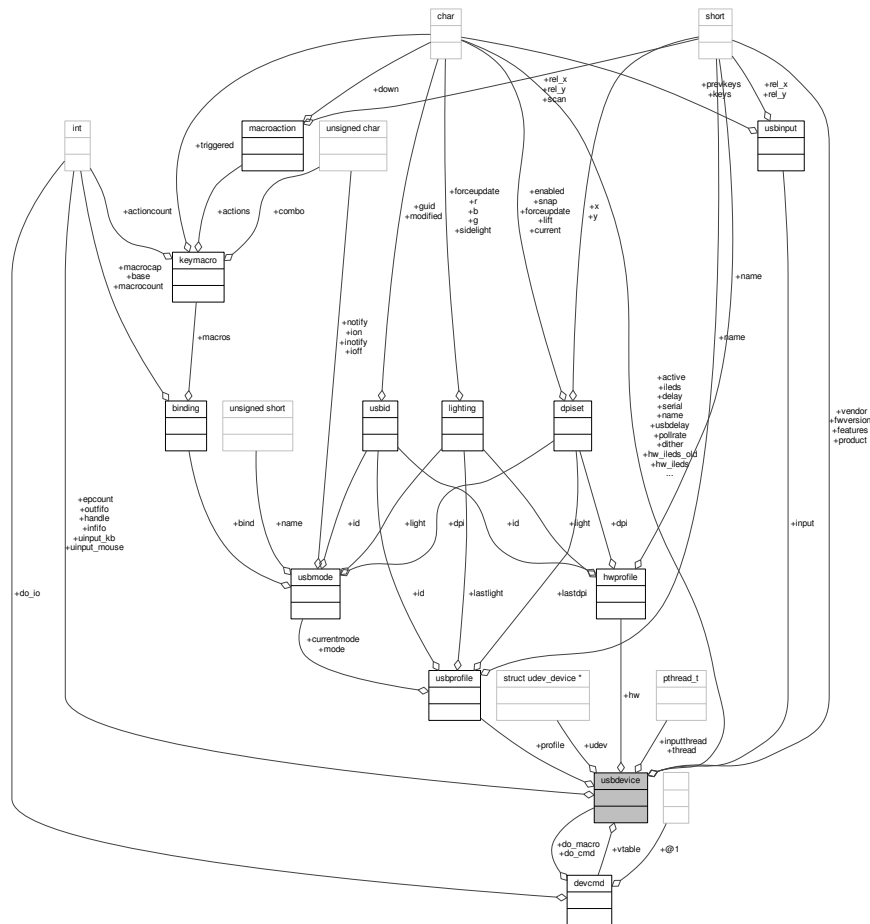 char
short
+down
+rel_x
+rel_y
+scan
+prevkeys
+keys
+rel_x
+rel_y
int
macroaction
unsigned char
usbinput
+triggered
+actioncount
+actions
+combo
+guid
+modified
+forceupdate
+r
+b
+g
+sidelight
+enabled
+snap
+forceupdate
+lift
+current
+x
+y
keymacro
+macrocap
+base
+macrocount
+name
+macros
+notify
+ion
+inotify
+ioff
+name
binding
unsigned short
usbid
lighting
dpiset
+active
+ileds
+delay
+serial
+name
+usbdelay
+pollrate
+dither
+hw_ileds_old
+hw_ileds
...
+vendor
+fwversion
+features
+product
+epcount
+outfifo
+handle
+infifo
+uinput_kb
+uinput_mouse
+bind
+name
+id
+light
+dpi
+id
+light
+dpi
+input
usbmode
hwprofile
+do_io
+id
+lastlight
+lastdpi
+currentmode
+mode
usbprofile
struct udev_device *
pthread_t
+hw
+profile
+udev
+inputthread
+thread
usbdevice
+do_macro
+do_cmd
+vtable
+@1
devcmd